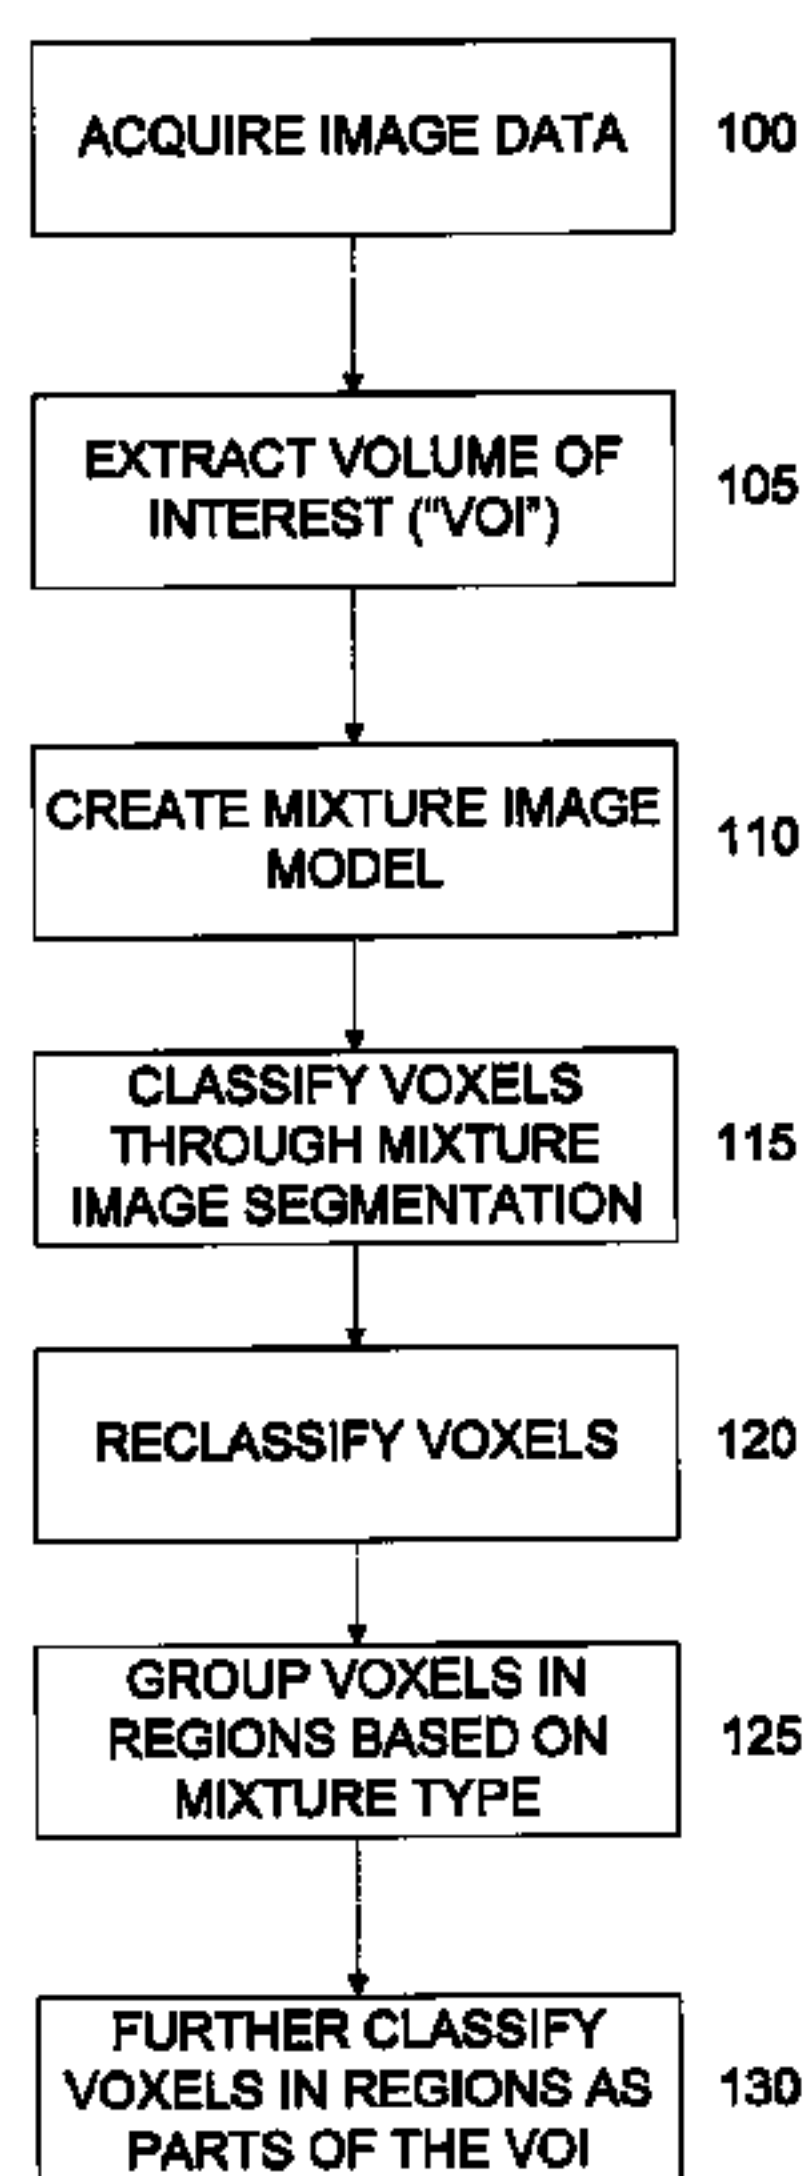 ACQUIRE IMAGE DATA
100
EXTRACT VOLUME OF
INTEREST ("VOI")
105
CREATE MIXTURE IMAGE
MODEL
110
CLASSIFY VOXELS
THROUGH MIXTURE
IMAGE SEGMENTATION
115
RECLASSIFY VOXELS
120
GROUP VOXELS IN
REGIONS BASED ON
MIXTURE TYPE
125
FURTHER CLASSIFY
VOXELS IN REGIONS AS
PARTS OF THE VOI
130